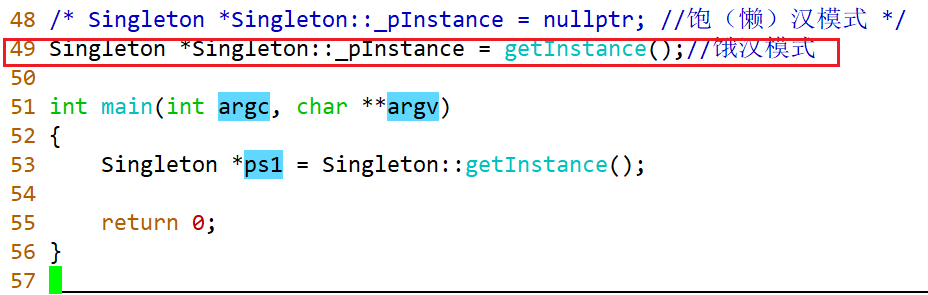 48 /* Singleton *Singleton::_pInstance = nullptr; //饱（懒）汉模式 */
49 Singleton *Singleton::_pInstance = getInstance();//饿汉模式
50
51 int main(int argc, char **argv)
52 {
53     Singleton *ps1 = Singleton::getInstance();
54
55     return 0;
56 }
57